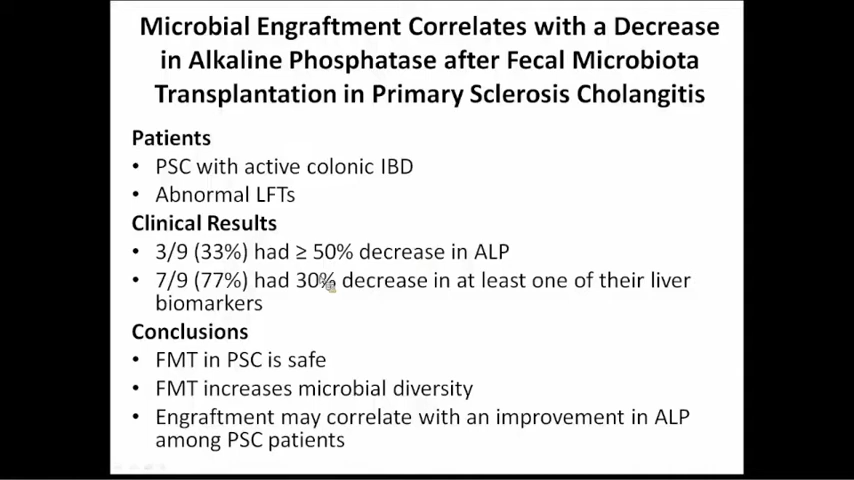 Microbial Engraftment Correlates with a Decrease
in Alkaline Phosphatase after Fecal Microbiota
Transplantation in Primary Sclerosis Cholangitis
Patients
• PSC with active colonic IBD
• Abnormal LFTs
Clinical Results
• 3/9 (33%) had ≥ 50% decrease in ALP
• 7/9 (77%) had 30% decrease in at least one of their liver
biomarkers
Conclusions
• FMT in PSC is safe
• FMT increases microbial diversity
• Engraftment may correlate with an improvement in ALP
among PSC patients